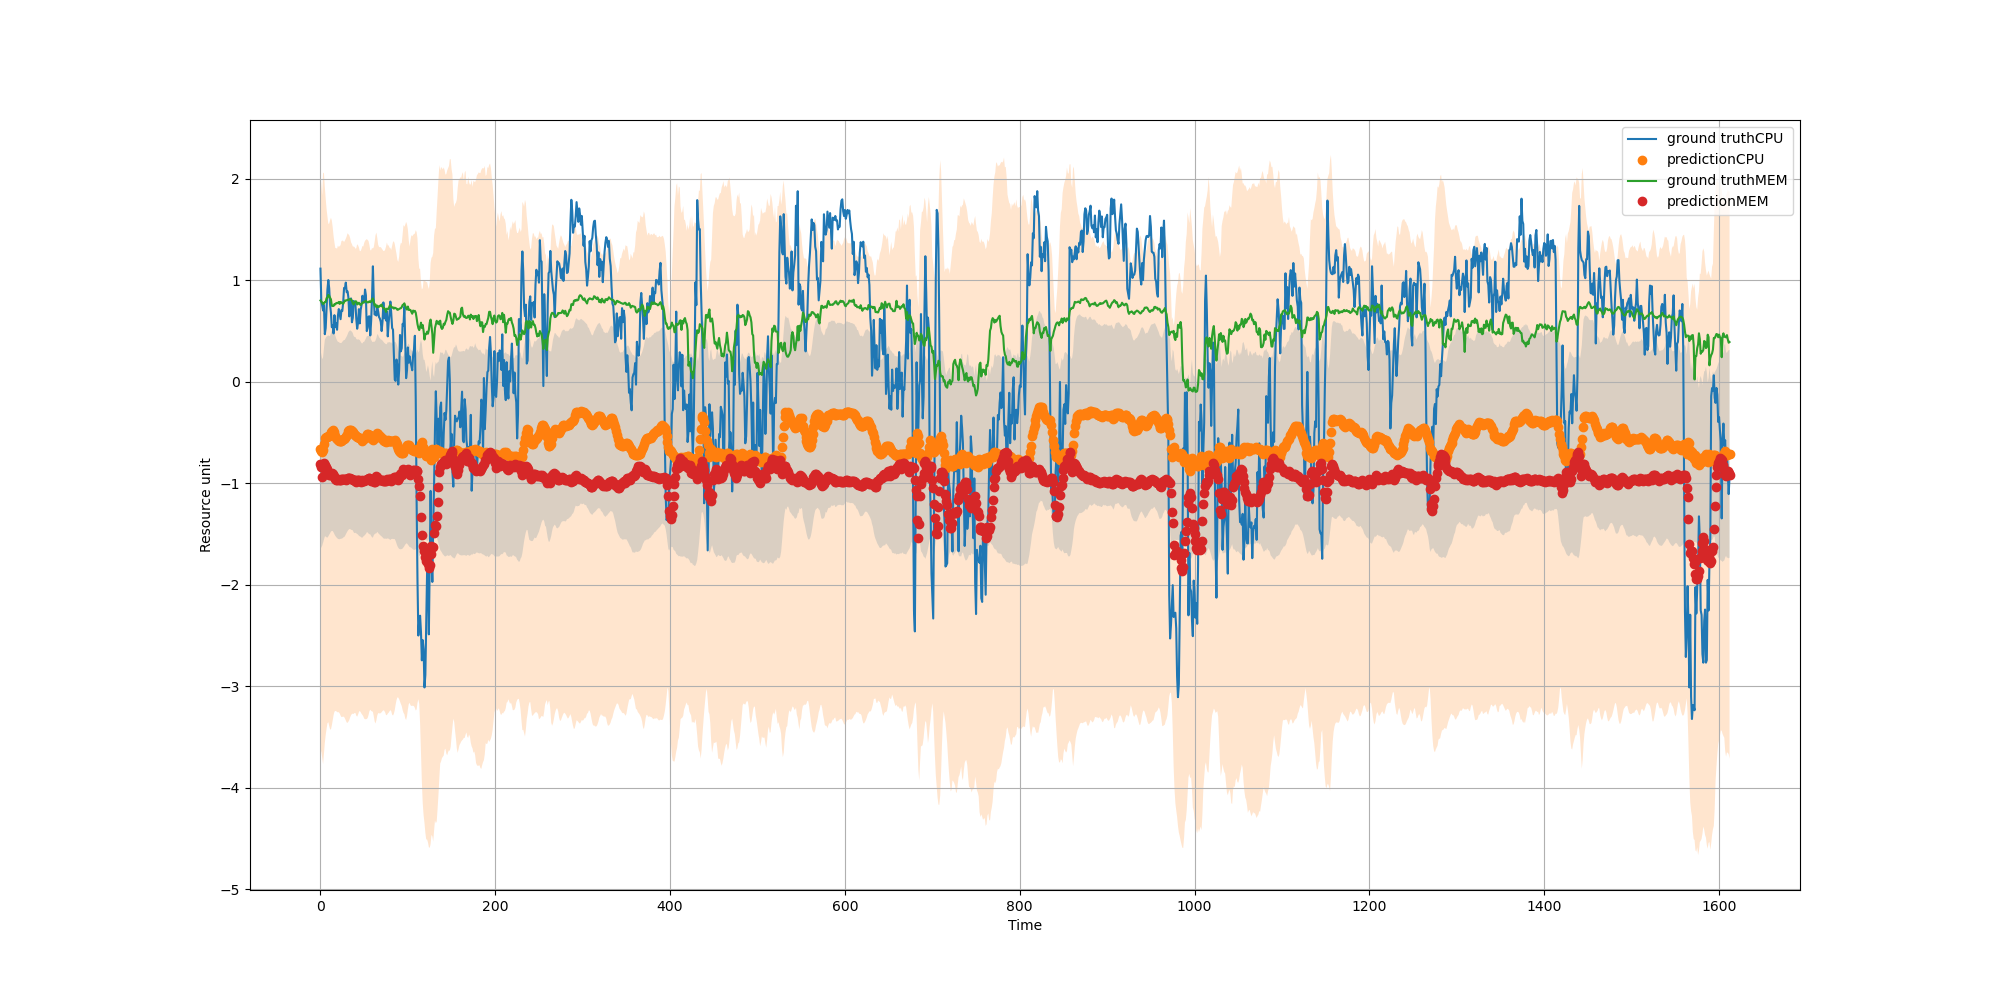 ground truthCPU
predictionCPU
ground truthMEM
predictionMEM
2
1
0
−1
−2
−3
−4
−5
Resource unit
0
200
400
600
800
1000
1200
1400
1600
Time